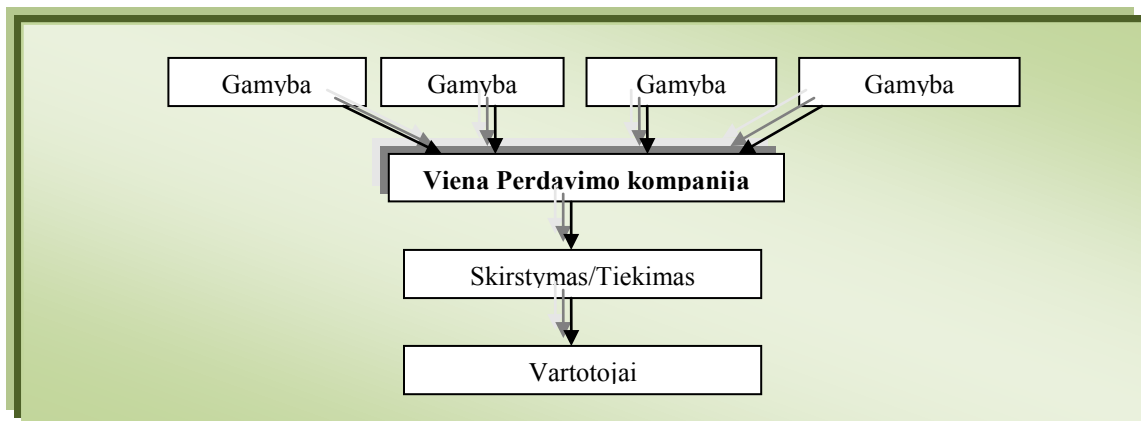 Gamyba
Gamyba
Gamyba
Gamyba
Viena Perdavimo kompanija
Skirstymas/Tiekimas
Vartotojai